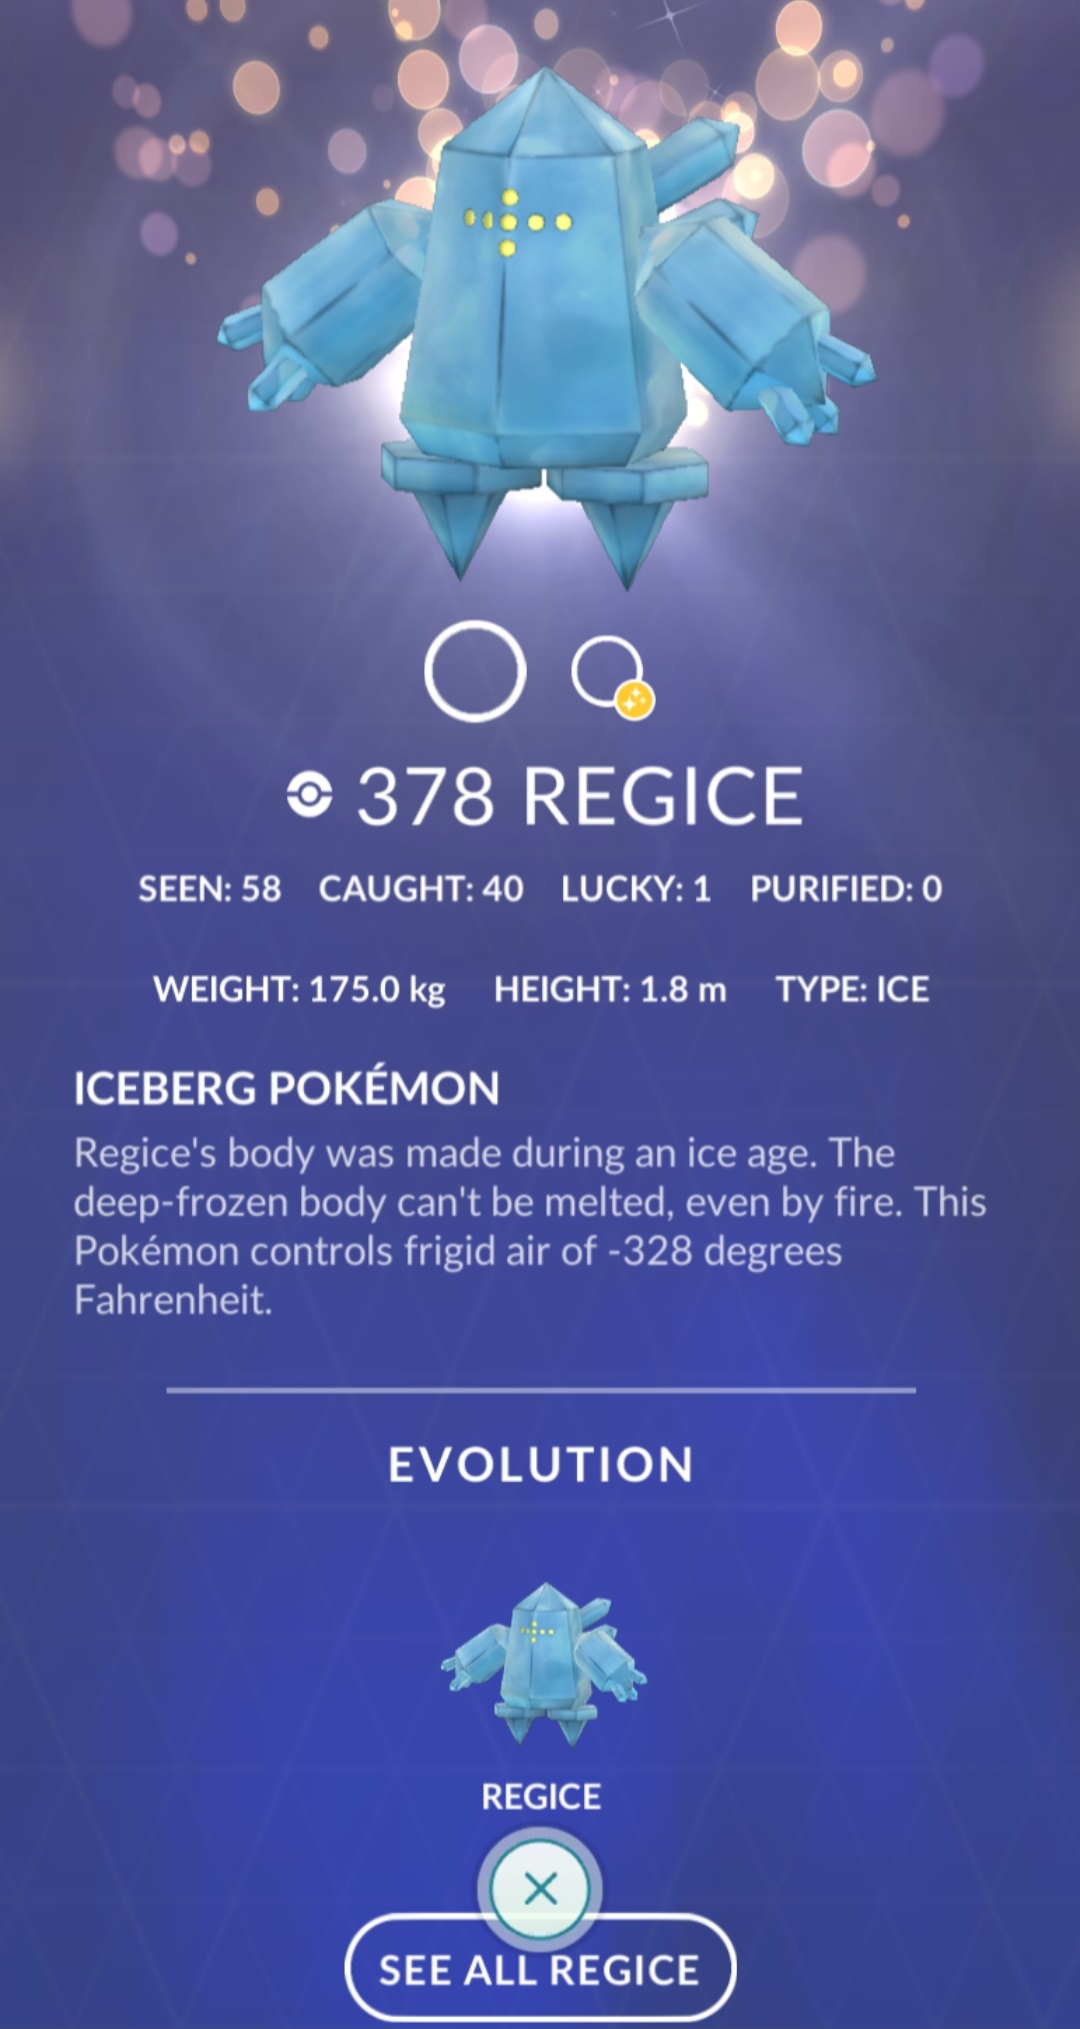 378 REGICE
SEEN: 58 CAUGHT: 40 LUCKY: 1 PURIFIED: 0
WEIGHT: 175.0 kg HEIGHT: 1.8 m TYPE: ICE
ICEBERG POKÉMON
Regice's body was made during an ice age. The
deep-frozen body can't be melted, even by fire. This
Pokémon controls frigid air of -328 degrees
Fahrenheit.
EVOLUTION
REGICE
SEE ALL REGICE